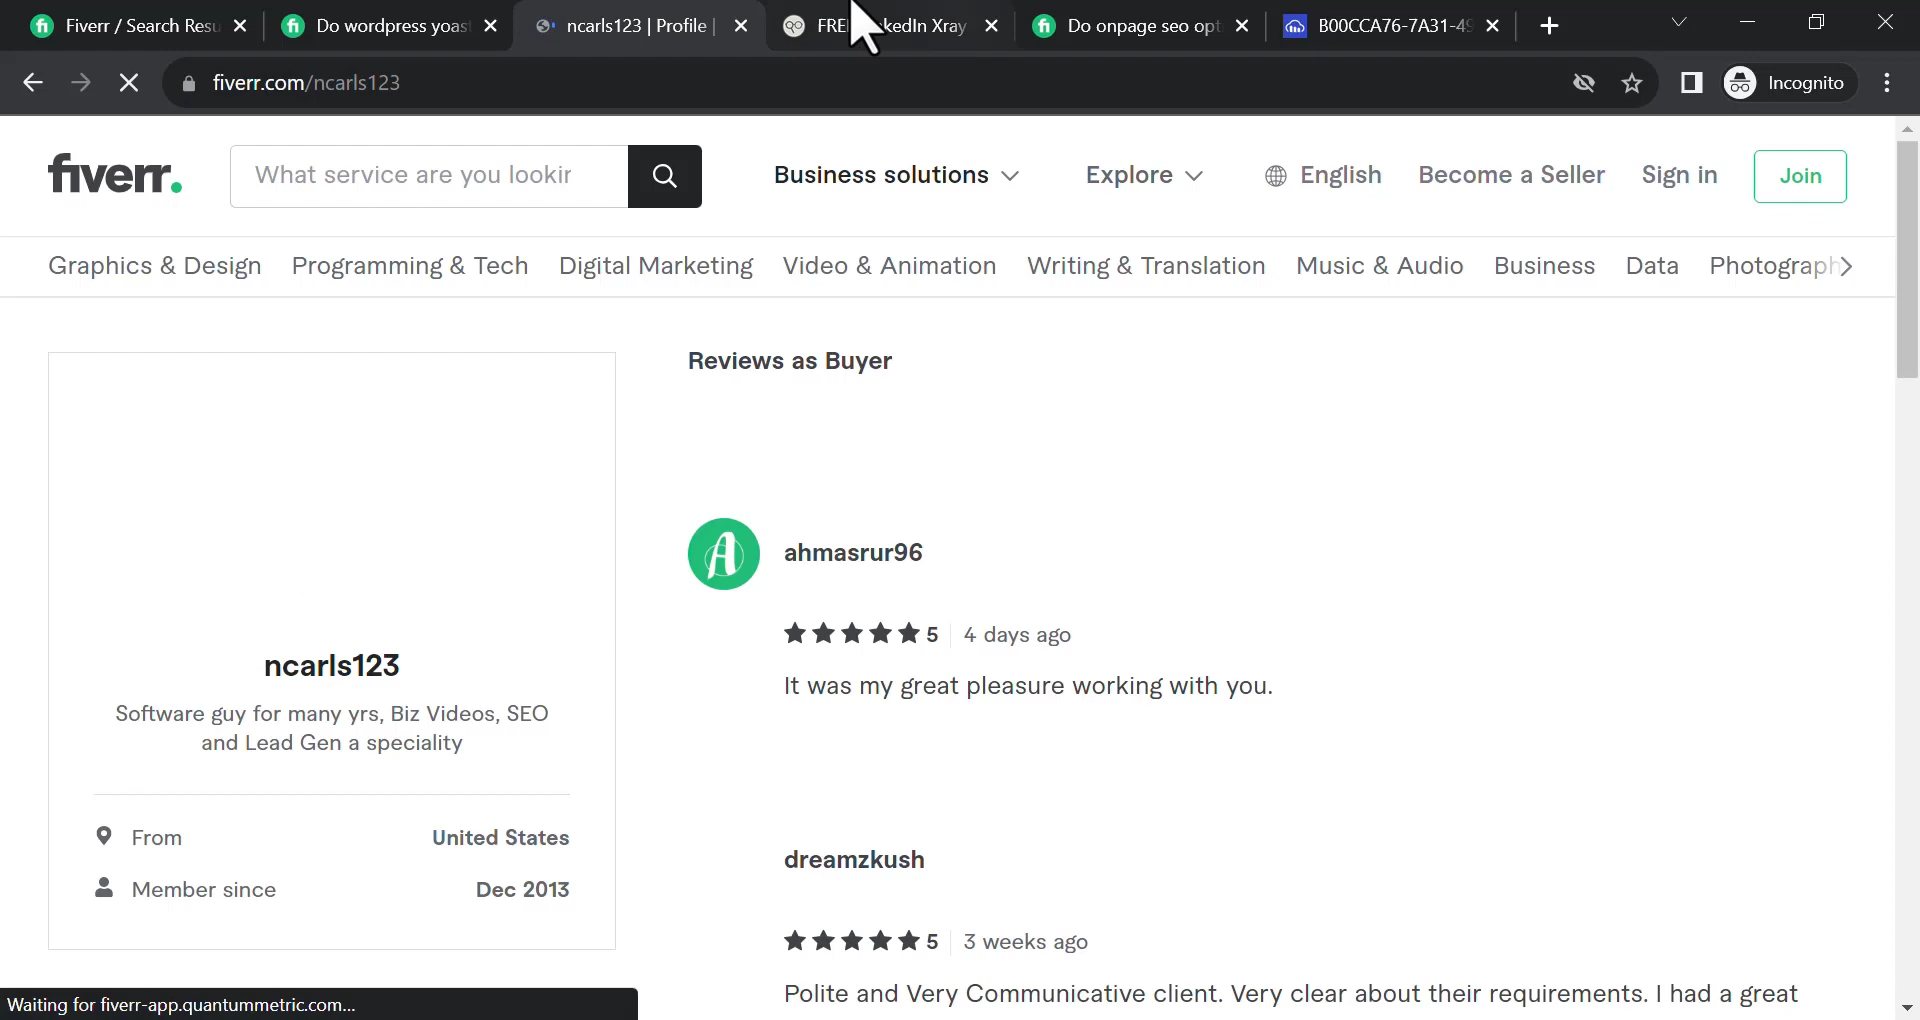 Fiverr / Search Resu
Do wordpress yoas
ncarls123 | Profile |
FREE
kedIn Xray
Do onpage seo opt
B00CCA76-7A31-49
fiverr.com/ncarls123
Incognito
fiverr.
What service are you lookir
Business solutions
Explore
English
Become a Seller
Sign in
Join
Graphics & Design
Programming & Tech
Digital Marketing
Video & Animation
Writing & Translation
Music & Audio
Business
Data
Photograph
Reviews as Buyer
ahmasrur96
5 | 4 days ago
It was my great pleasure working with you.
ncarls123
Software guy for many yrs, Biz Videos, SEO
and Lead Gen a speciality
From United States
Member since Dec 2013
dreamzkush
5 | 3 weeks ago
Polite and Very Communicative client. Very clear about their requirements. I had a great
Waiting for fiverr-app.quantummetric.com...